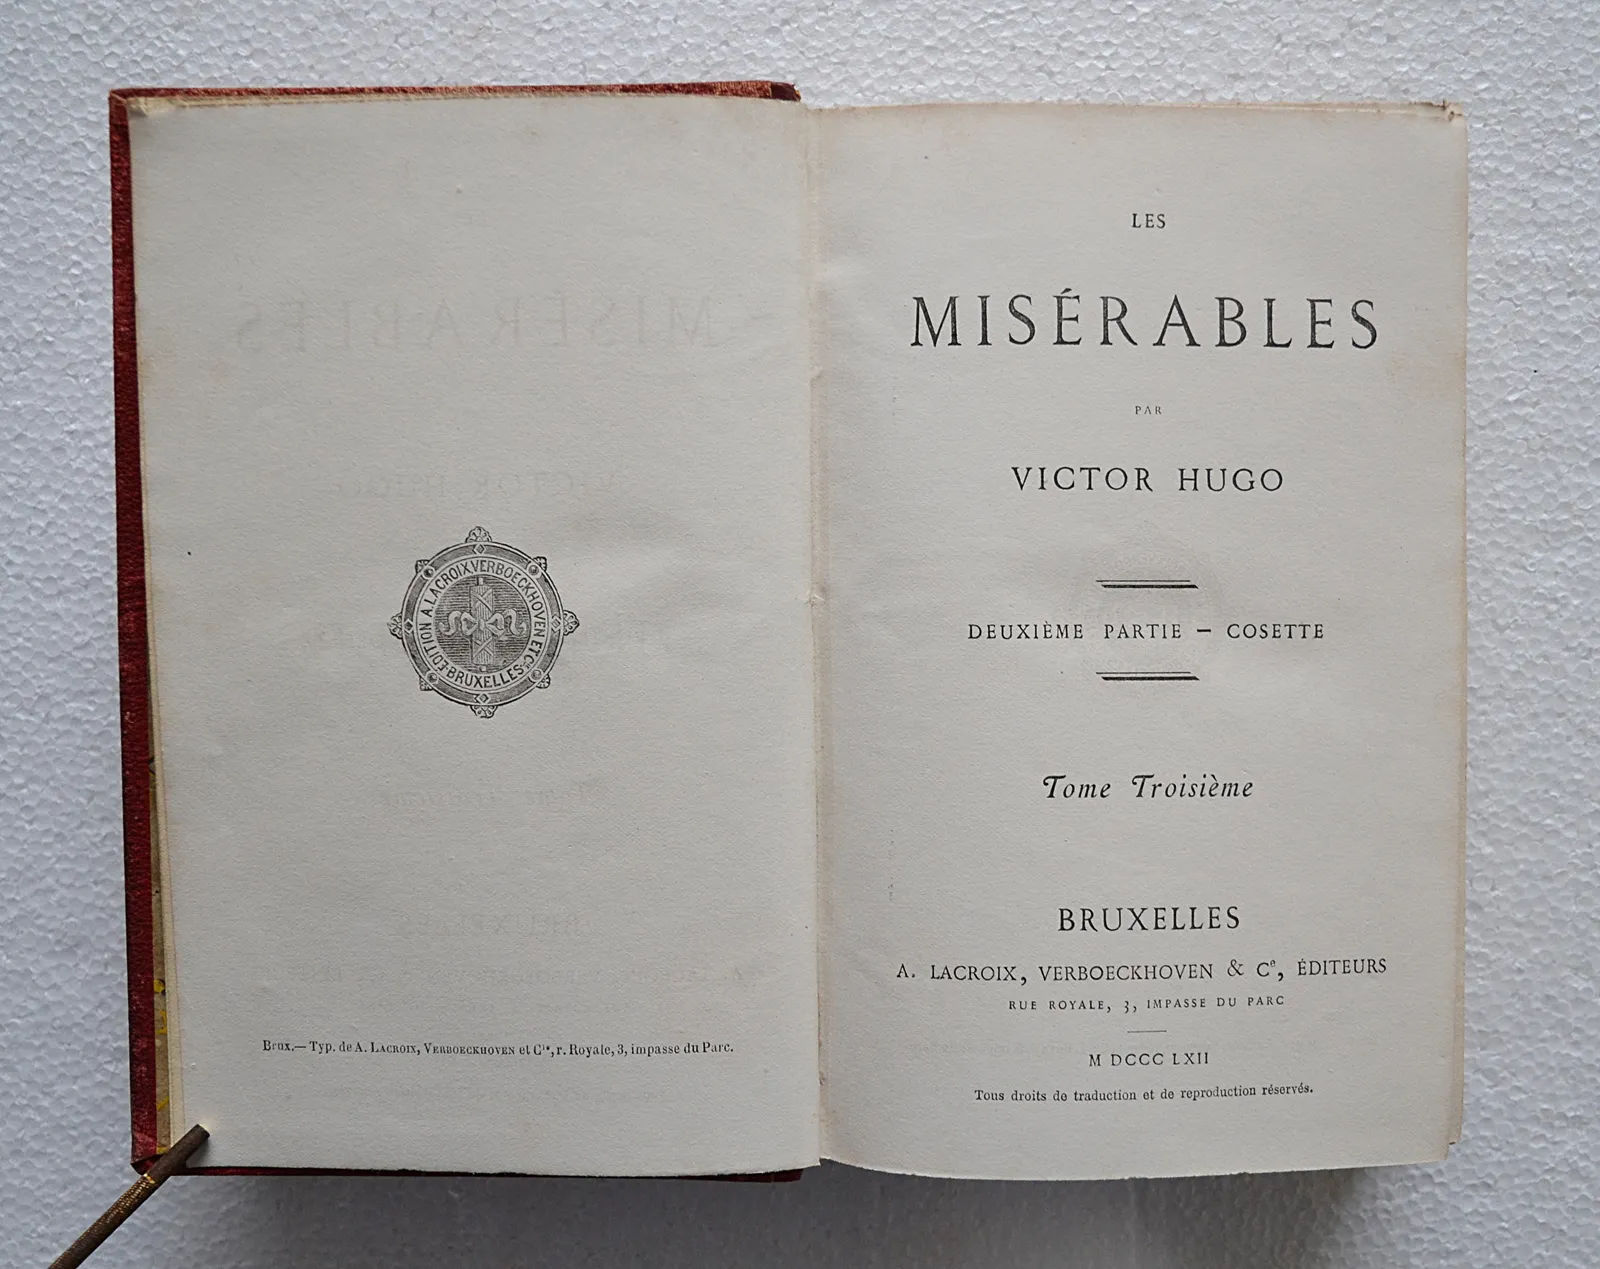 EDITION A. LACROIX, VERBOECKHOVEN ET Cie
BRUXELLES
Brux.— Typ. de A. LACROIX, VERBOECKHOVEN et Cie, r. Royale, 3, impasse du Parc.
LES
MISÉRABLES
PAR
VICTOR HUGO
DEUXIÈME PARTIE — COSETTE
Tome Troisième
BRUXELLES
A. LACROIX, VERBOECKHOVEN & Ce, ÉDITEURS
RUE ROYALE, 3, IMPASSE DU PARC
M DCCC LXII
Tous droits de traduction et de reproduction réservés.